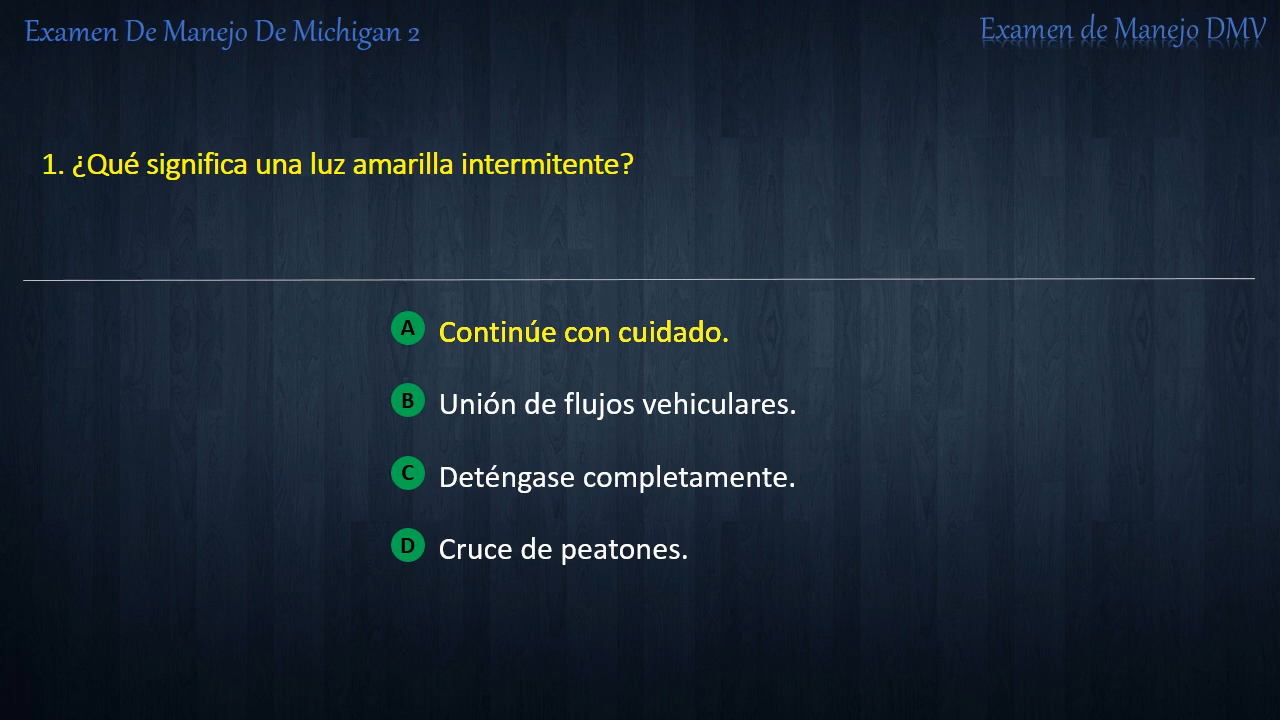 Examen De Manejo De Michigan 2
Examen de Manejo DMV
1. ¿Qué significa una luz amarilla intermitente?
A Continúe con cuidado.
B Unión de flujos vehiculares.
C Deténgase completamente.
D Cruce de peatones.